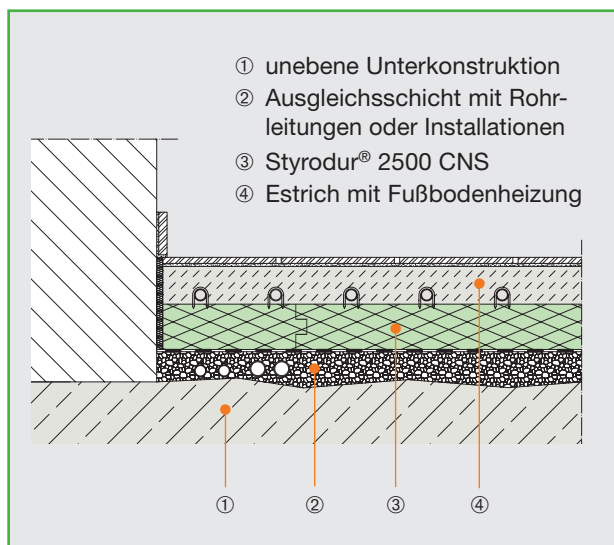 ① unebene Unterkonstruktion
② Ausgleichsschicht mit Rohr-
leitungen oder Installationen
③ Styrodur® 2500 CNS
④ Estrich mit Fußbodenheizung
① ② ③ ④